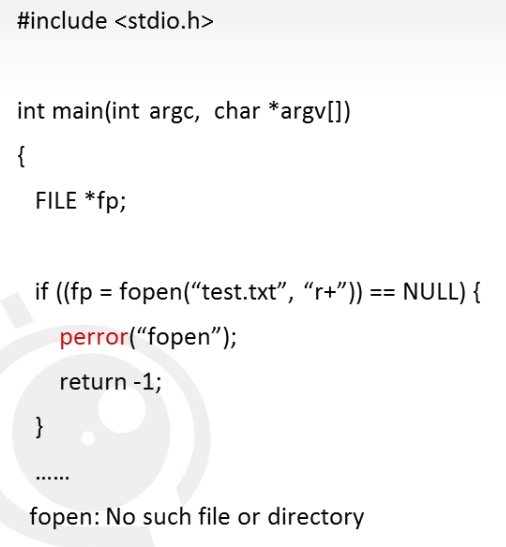 #include <stdio.h>
int main(int argc, char *argv[])
{
FILE *fp;
if ((fp = fopen(“test.txt”, “r+”)) == NULL) {
perror(“fopen”);
return -1;
}
......
fopen: No such file or directory